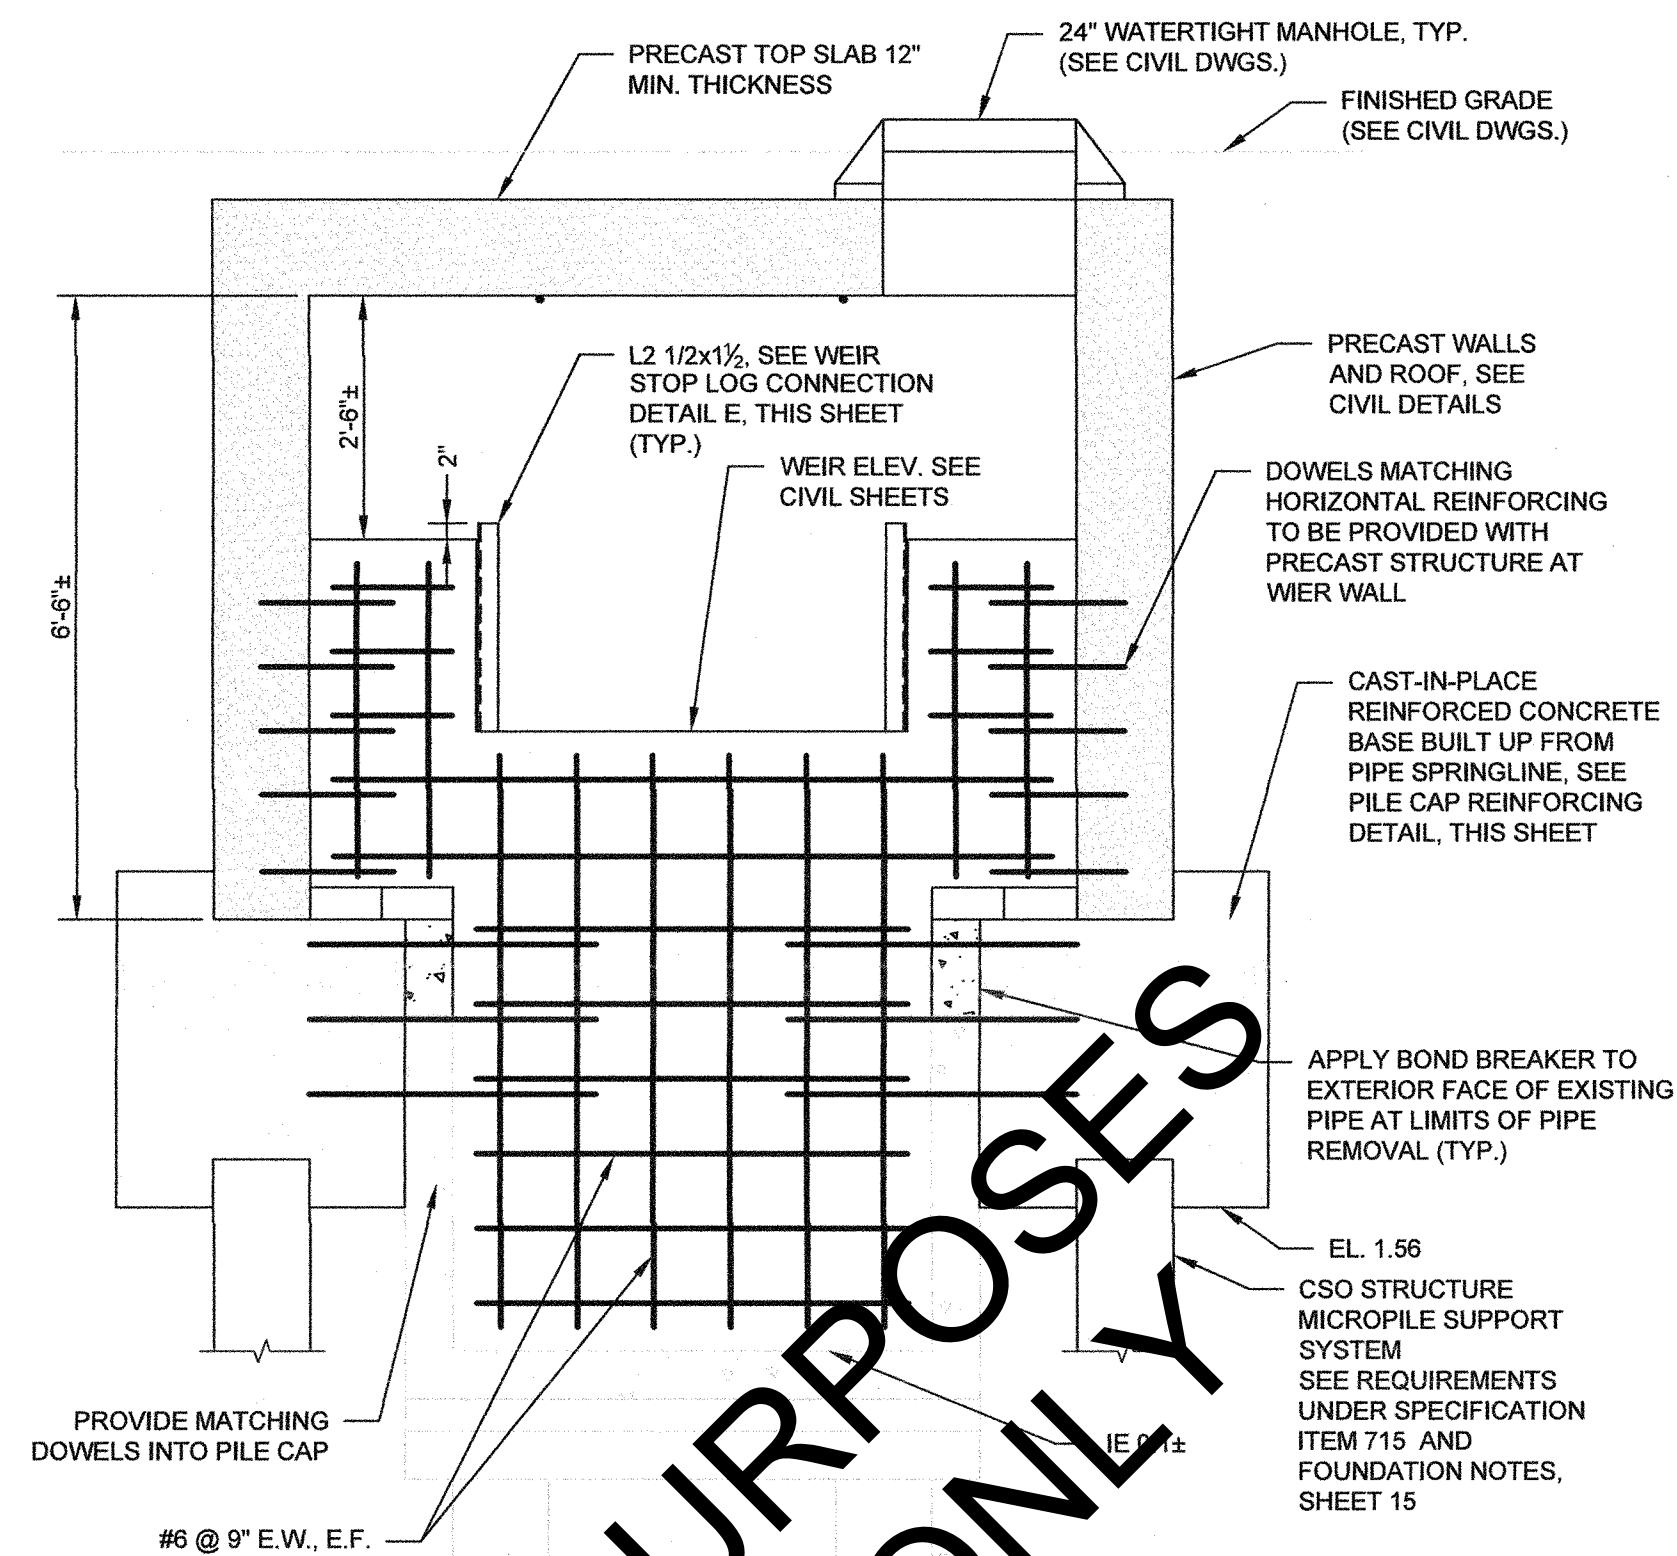 PRECAST TOP SLAB 12"
MIN. THICKNESS
24" WATERTIGHT MANHOLE, TYP.
(SEE CIVIL DWGS.)
FINISHED GRADE
(SEE CIVIL DWGS.)
L2 1/2x1½, SEE WEIR
STOP LOG CONNECTION
DETAIL E, THIS SHEET
(TYP.)
WEIR ELEV. SEE
CIVIL SHEETS
PRECAST WALLS
AND ROOF, SEE
CIVIL DETAILS
2'-6"±
2"
6'-6"±
DOWELS MATCHING
HORIZONTAL REINFORCING
TO BE PROVIDED WITH
PRECAST STRUCTURE AT
WIER WALL
CAST-IN-PLACE
REINFORCED CONCRETE
BASE BUILT UP FROM
PIPE SPRINGLINE, SEE
PILE CAP REINFORCING
DETAIL, THIS SHEET
APPLY BOND BREAKER TO
EXTERIOR FACE OF EXISTING
PIPE AT LIMITS OF PIPE
REMOVAL (TYP.)
EL. 1.56
CSO STRUCTURE
MICROPILE SUPPORT
SYSTEM
SEE REQUIREMENTS
UNDER SPECIFICATION
ITEM 715 AND
FOUNDATION NOTES,
SHEET 15
PROVIDE MATCHING
DOWELS INTO PILE CAP
IE
#6 @ 9" E.W., E.F.
URPOSES
ONLY